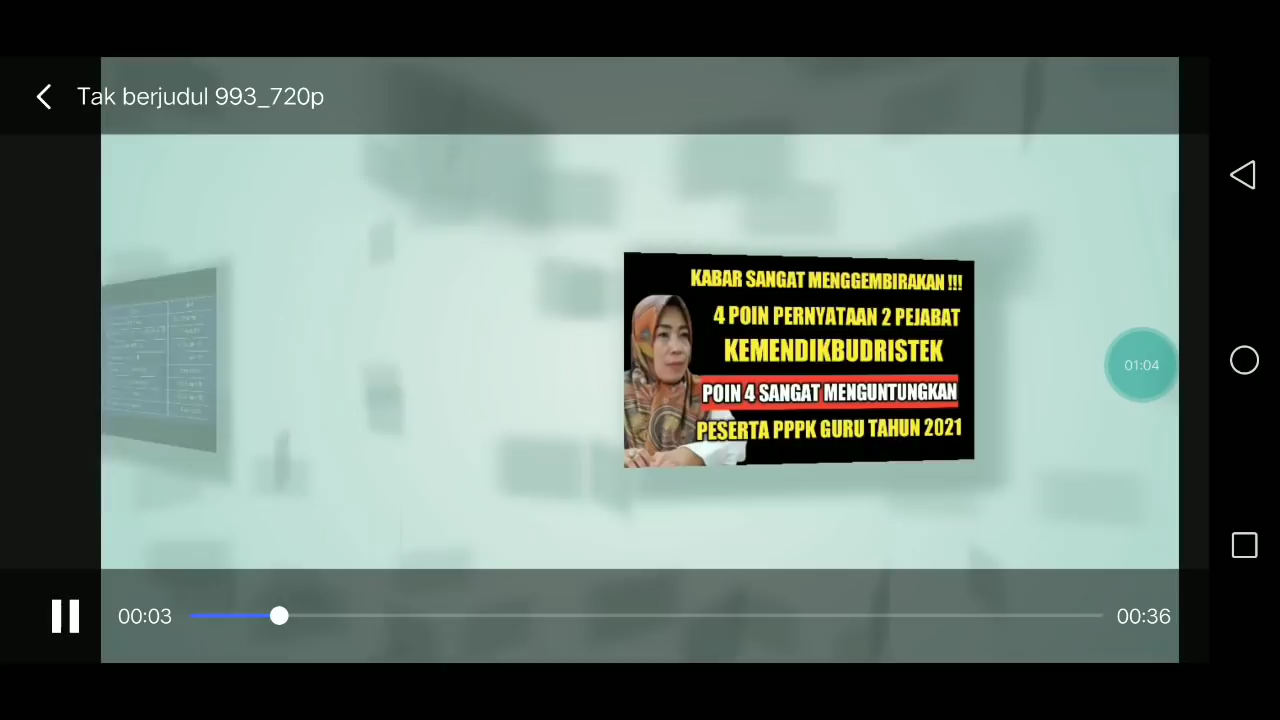 Tak berjudul 993_720p
KABAR SANGAT MENGGEMBIRAKAN !!!
4 POIN PERNYATAAN 2 PEJABAT
KEMENDIKBUDRISTEK
POIN 4 SANGAT MENGUNTUNGKAN
PESERTA PPPK GURU TAHUN 2021
01:04
00:03
00:36